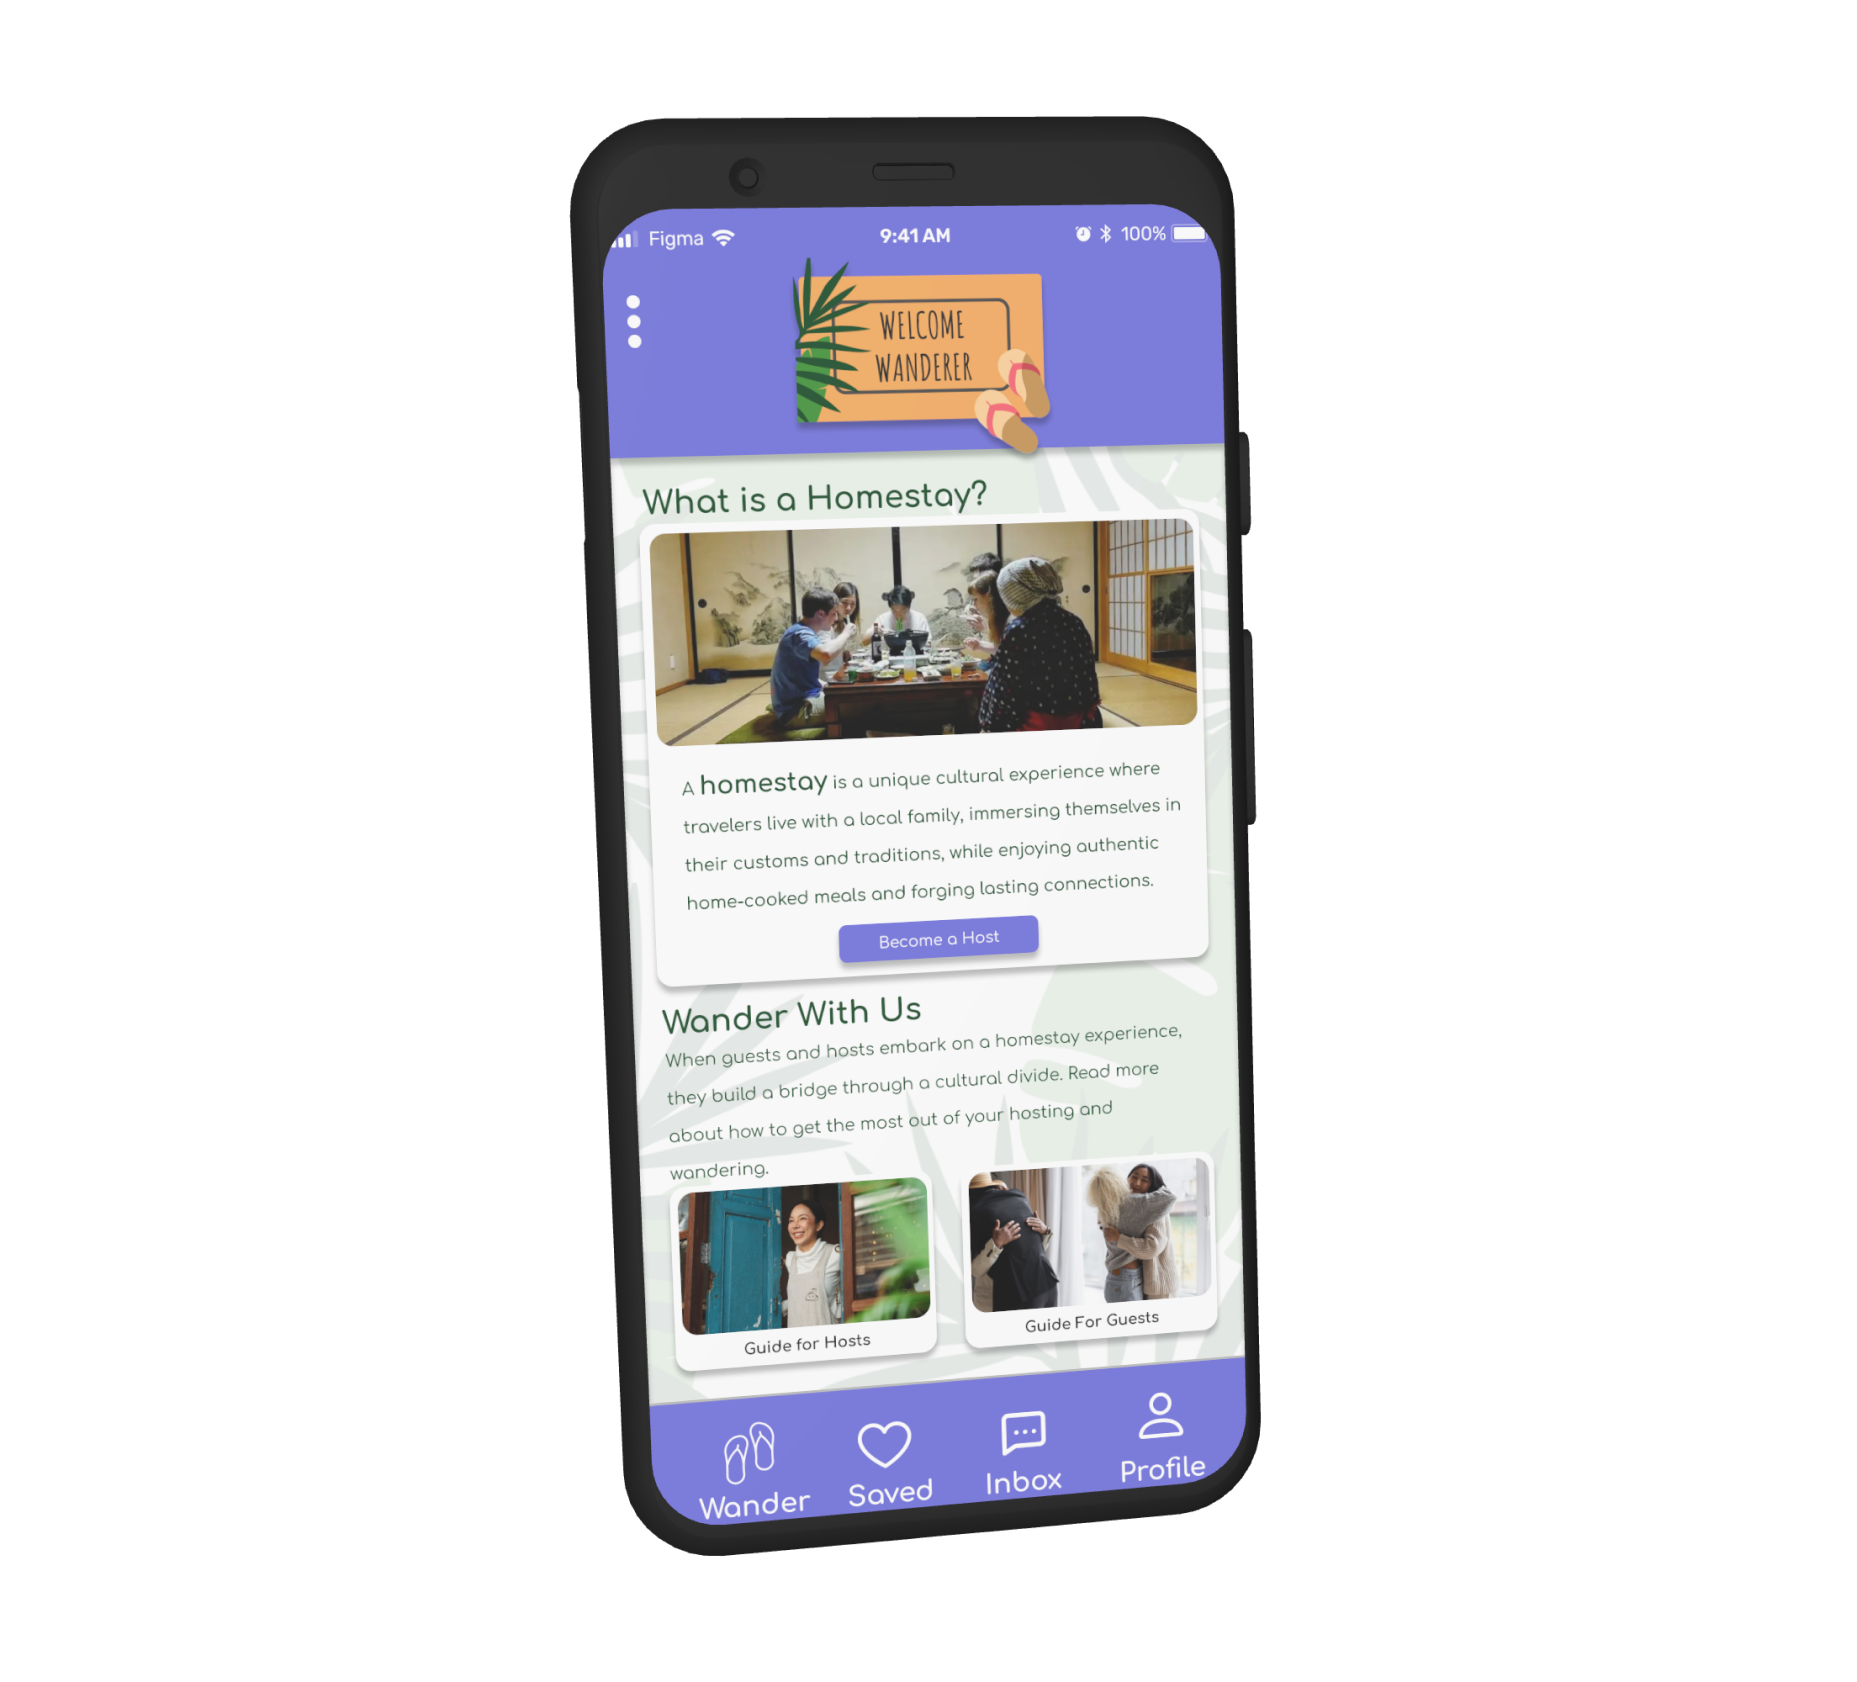 Figma 9:41 AM 100%
WELCOME
WANDERER
What is a Homestay?
A homestay is a unique cultural experience where
travelers live with a local family, immersing themselves in
their customs and traditions, while enjoying authentic
home-cooked meals and forging lasting connections.
Become a Host
Wander With Us
When guests and hosts embark on a homestay experience,
they build a bridge through a cultural divide. Read more
about how to get the most out of your hosting and
wandering.
Guide for Hosts
Guide For Guests
Wander
Saved
Inbox
Profile